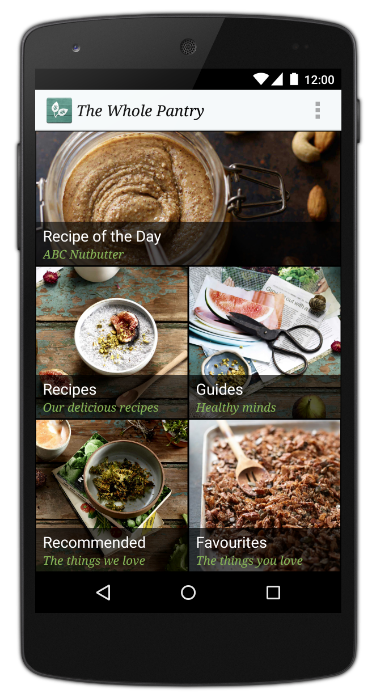 12:00
The Whole Pantry
Recipe of the Day
ABC Nutbutter
Recipes
Our delicious recipes
Guides
Healthy minds
Recommended
The things we love
Favourites
The things you love